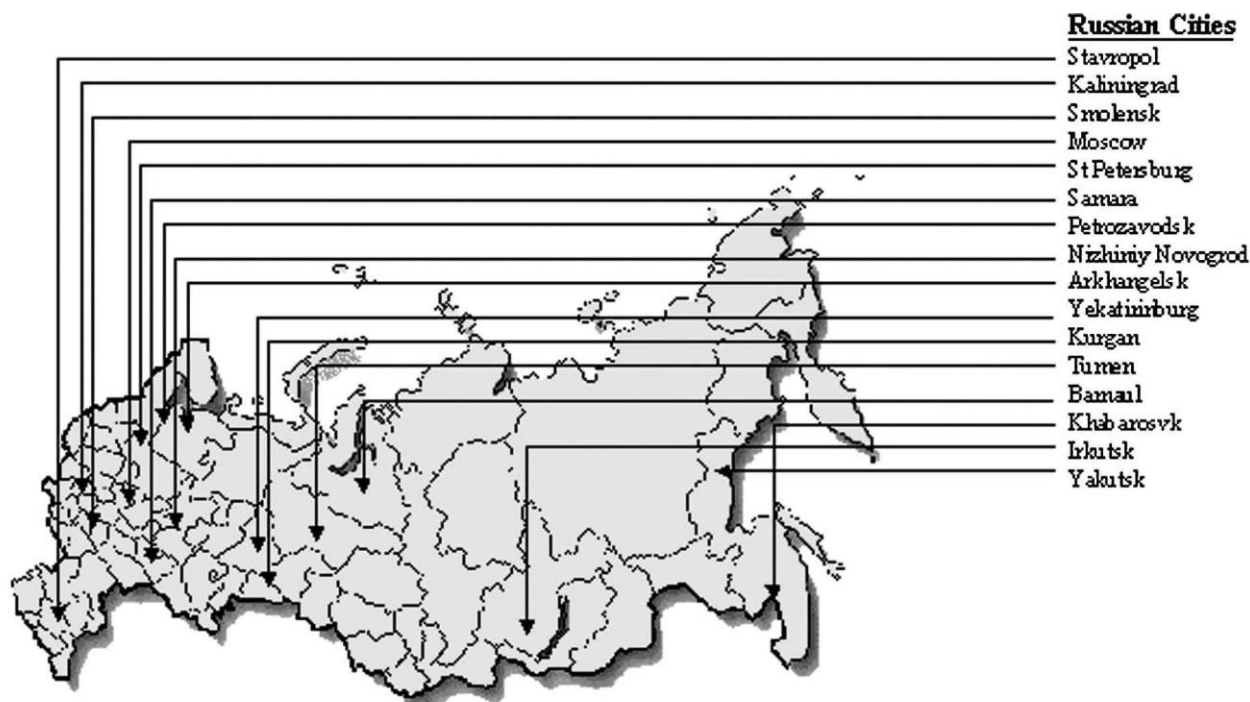 Russian Cities
Stavropol
Kaliningrad
Smolensk
Moscow
St Petersburg
Samara
Petrozavodsk
Nizhiniy Novogrod
Arkhangelsk
Yekatinirburg
Kurgan
Tumen
Barnaul
Khabarosvk
Irkutsk
Yakutsk